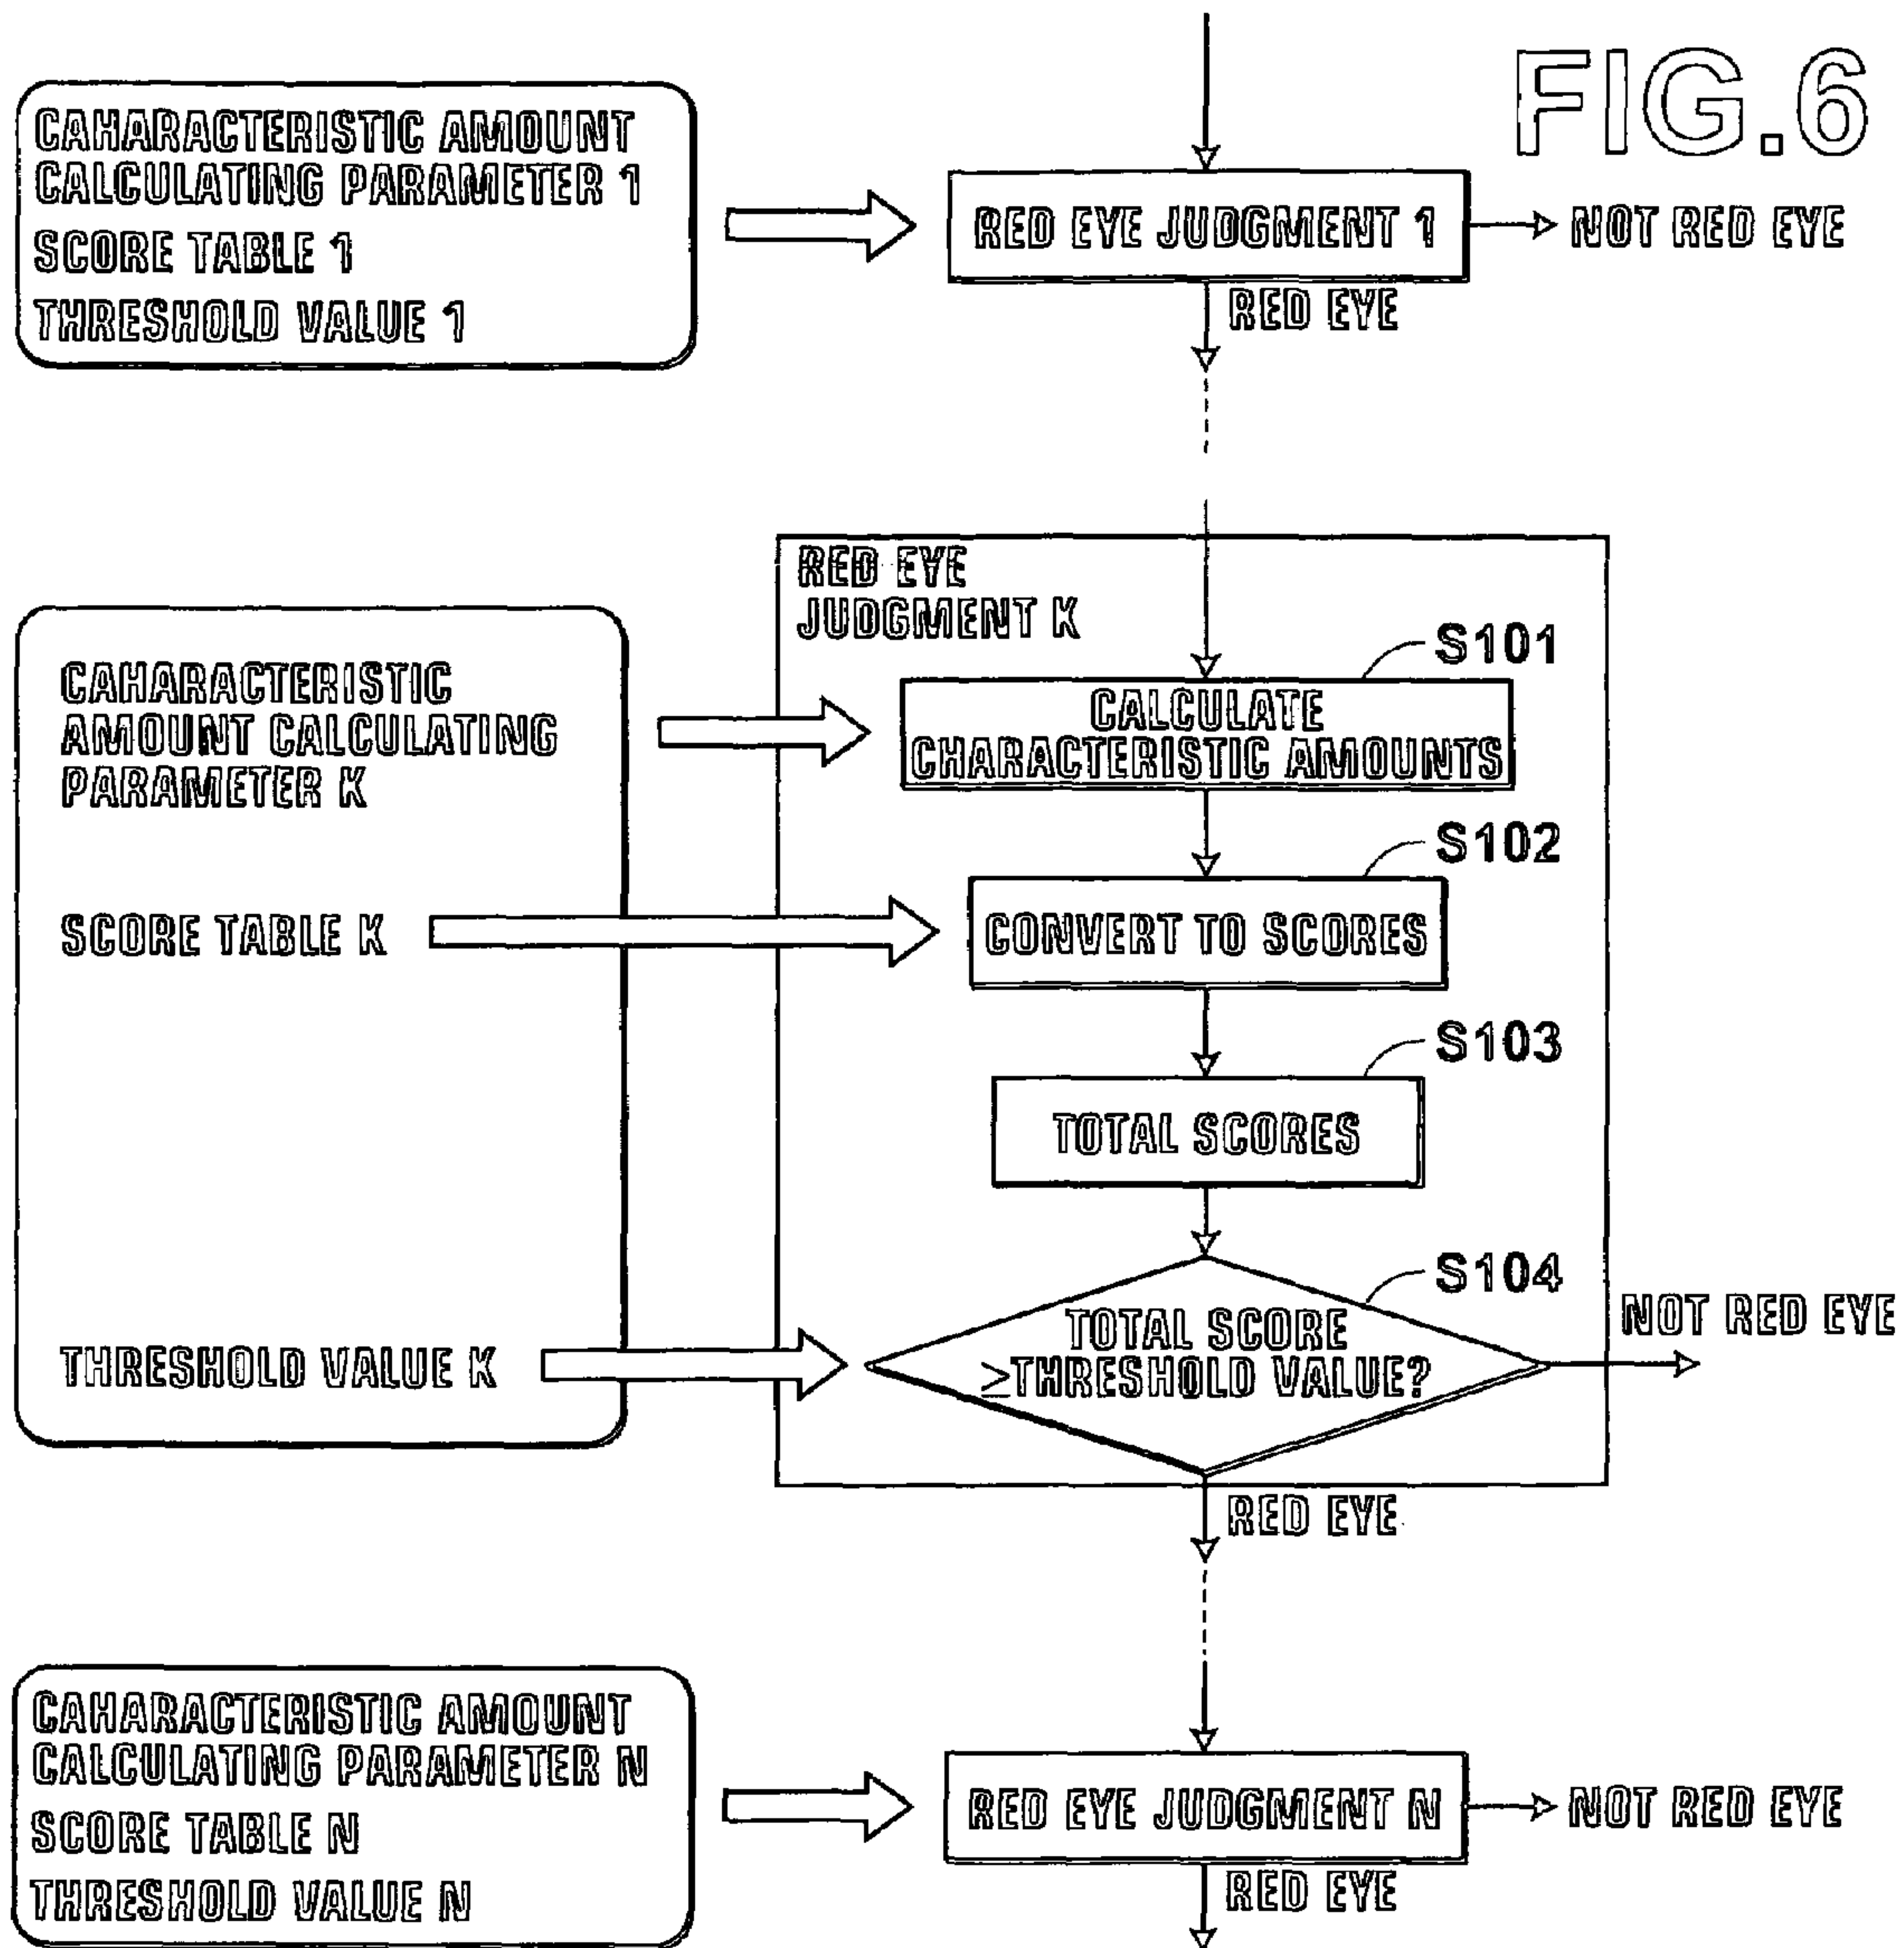 FIG.6
CAHARACTERISTIC AMOUNT
CALCULATING PARAMETER 1
SCORE TABLE 1
THRESHOLD VALUE 1
RED EYE JUDGMENT 1
NOT RED EYE
RED EYE
RED EYE
JUDGMENT K
CAHARACTERISTIC
AMOUNT CALCULATING
PARAMETER K
S101
CALCULATE
CHARACTERISTIC AMOUNTS
S102
SCORE TABLE K
CONVERT TO SCORES
S103
TOTAL SCORES
S104
THRESHOLD VALUE K
TOTAL SCORE
≥THRESHOLD VALUE?
NOT RED EYE
RED EYE
CAHARACTERISTIC AMOUNT
CALCULATING PARAMETER N
SCORE TABLE N
THRESHOLD VALUE N
RED EYE JUDGMENT N
NOT RED EYE
RED EYE